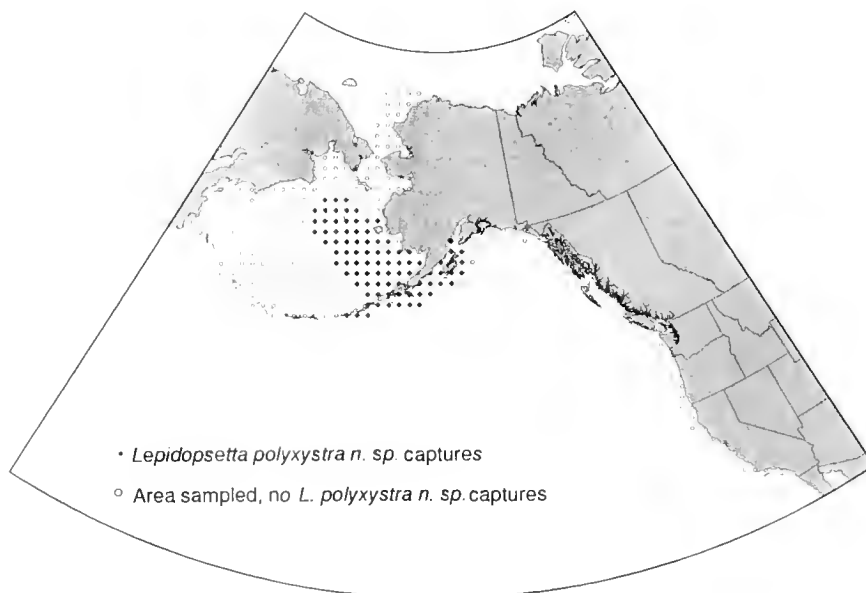 • Lepidopsetta polyxystra n. sp. captures
○ Area sampled, no L. polyxystra n. sp. captures